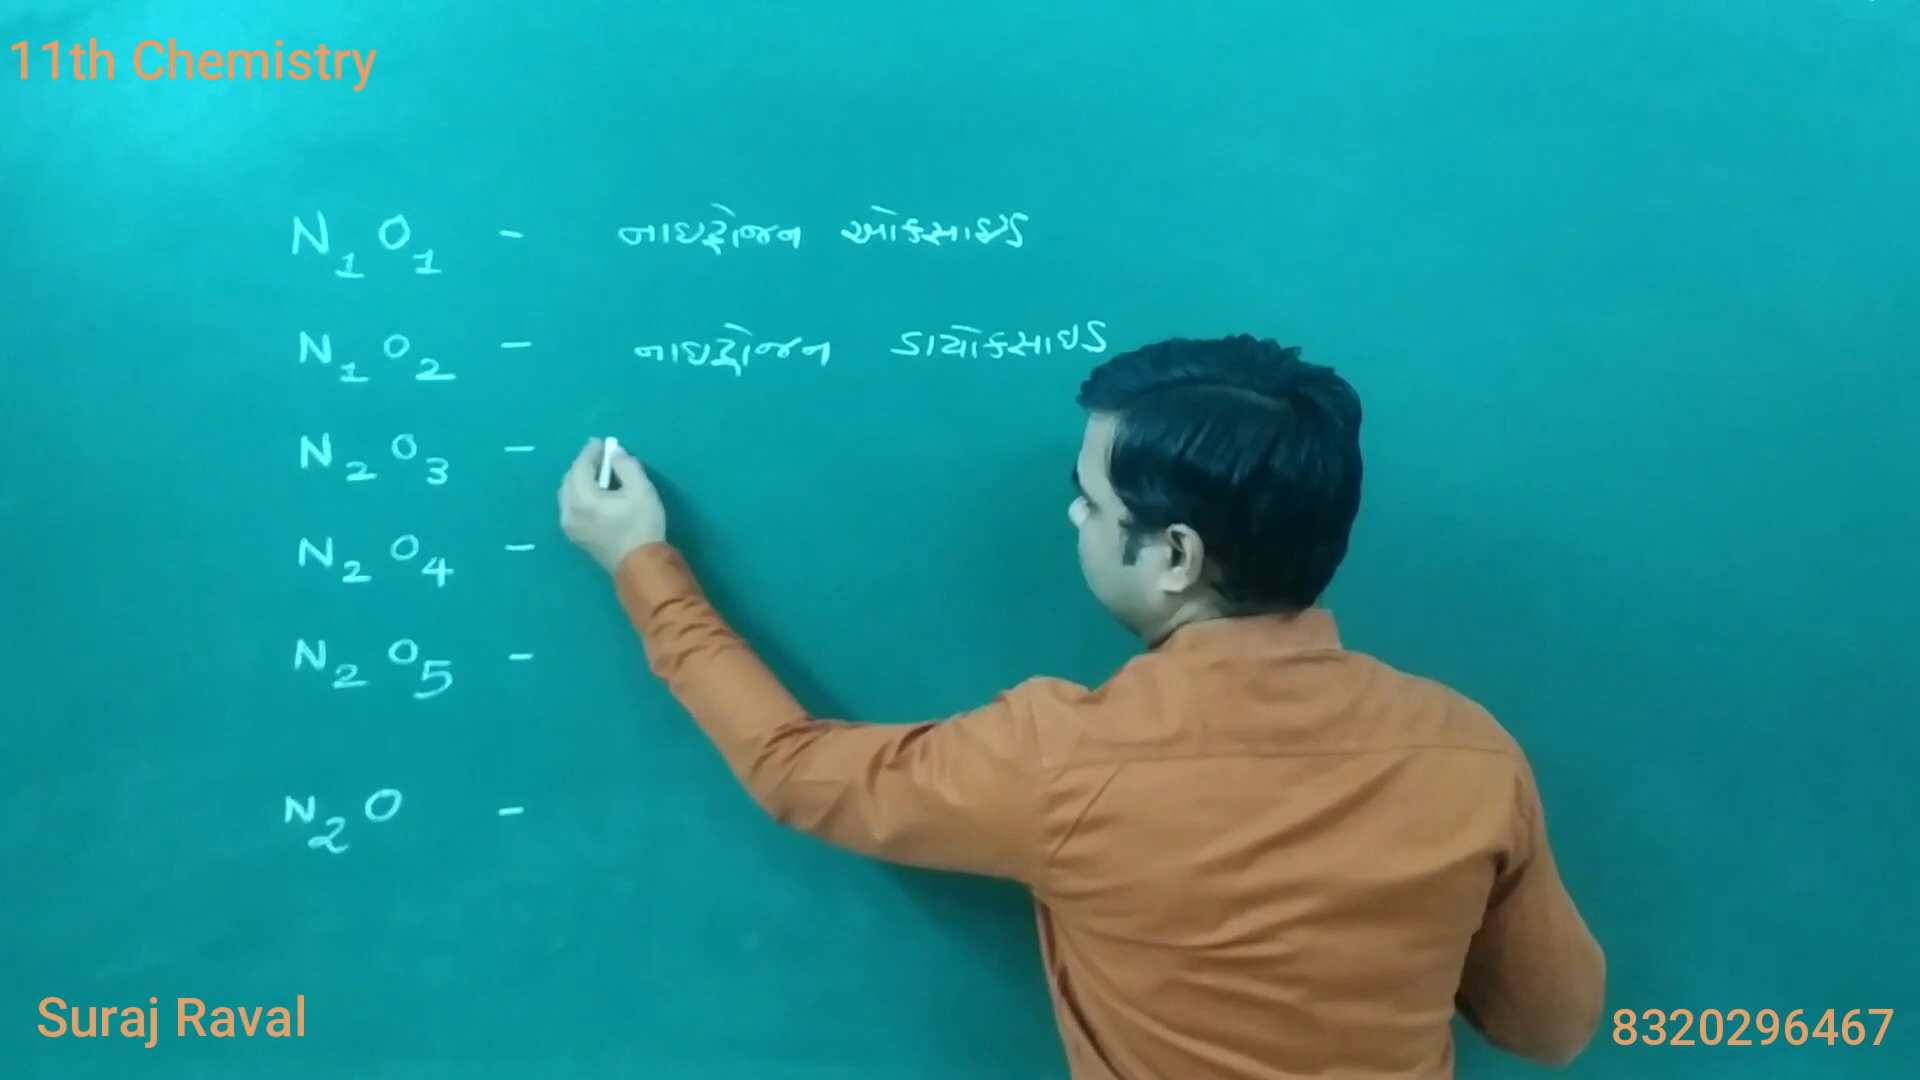 11th Chemistry
N₁O₁ - નાઇટ્રોજન ઓક્સાઇડ
N₁O₂ - નાઇટ્રોજન ડાયોક્સાઇડ
N₂O₃ -
N₂O₄ -
N₂O₅ -
N₂O -
Suraj Raval
8320296467